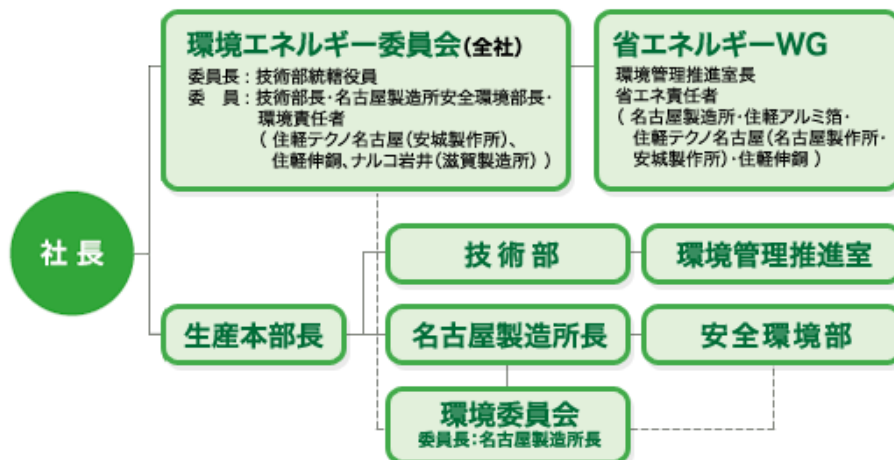 環境エネルギー委員会(全社)
委員長:技術部統轄役員
委 員:技術部長・名古屋製造所安全環境部長・
環境責任者
(住軽テクノ名古屋(安城製作所)、
住軽伸銅、ナルコ岩井(滋賀製造所))
省エネルギーWG
環境管理推進室長
省エネ責任者
(名古屋製造所・住軽アルミ箔・
住軽テクノ名古屋(名古屋製作所・
安城製作所)・住軽伸銅)
社長
技術部
環境管理推進室
生産本部長
名古屋製造所長
安全環境部
環境委員会
委員長:名古屋製造所長